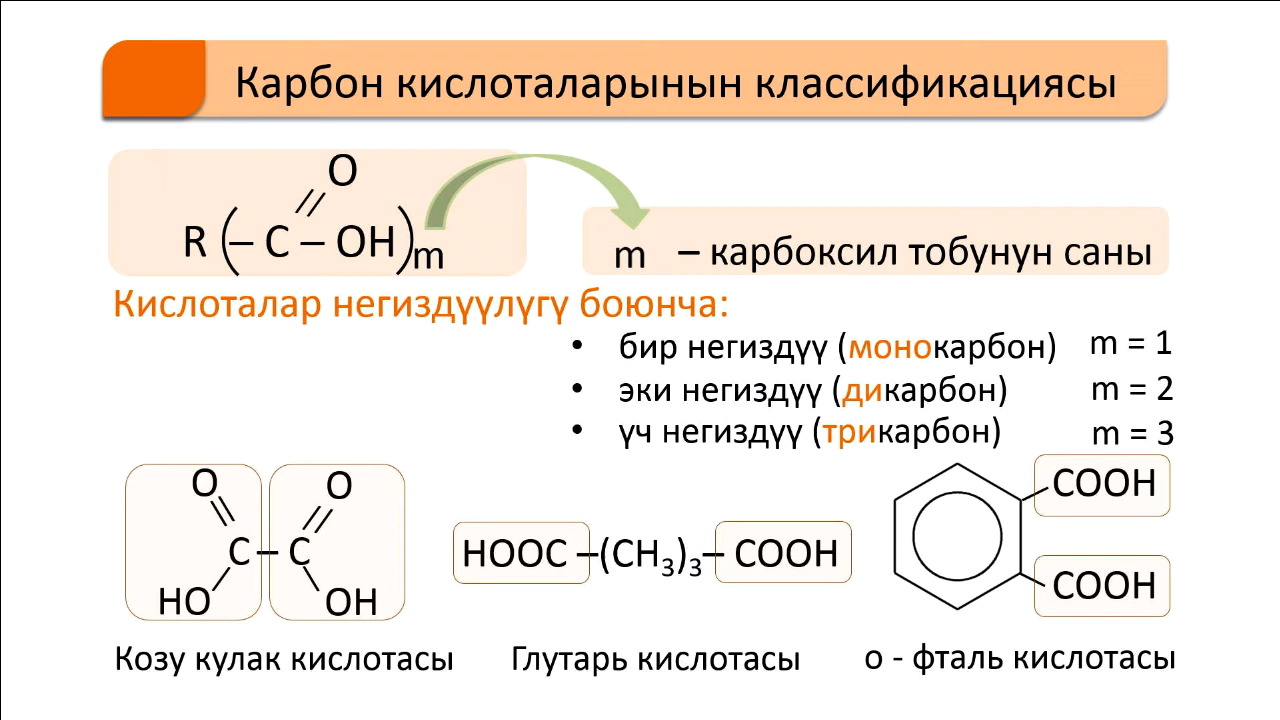 Карбон кислоталарынын классификациясы
O
R (– C – OH)m
m – карбоксил тобунун саны
Кислоталар негиздүүлүгү боюнча:
• бир негиздүү (монокарбон) m = 1
• эки негиздүү (дикарбон) m = 2
• үч негиздүү (трикарбон) m = 3
O O
C – C
HO OH
HOOC –(CH₃)₃– COOH
COOH
COOH
Козу кулак кислотасы
Глутарь кислотасы
о - фталь кислотасы